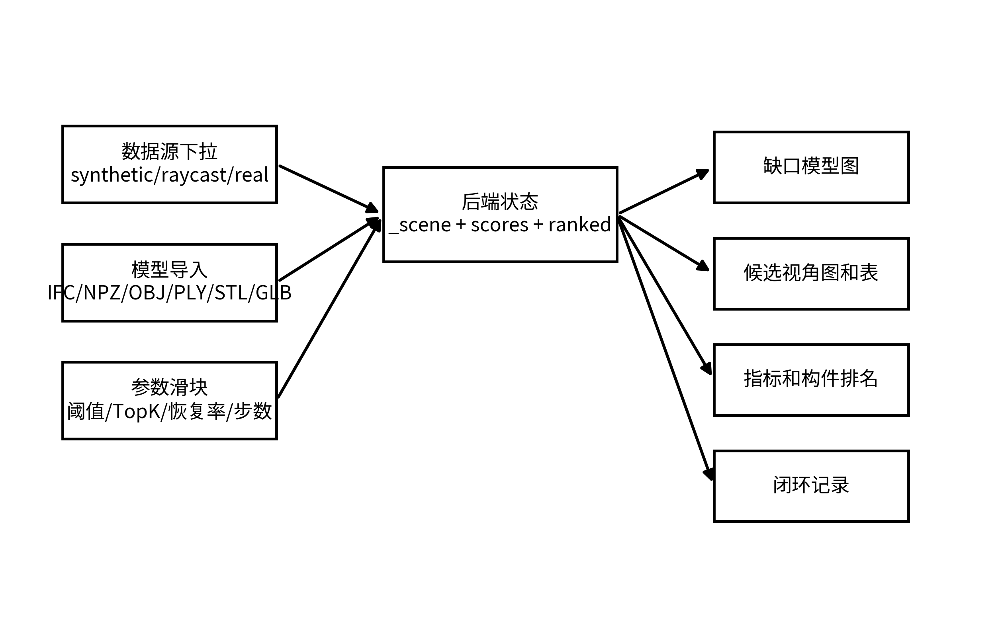 数据源下拉
synthetic/raycast/real
模型导入
IFC/NPZ/OBJ/PLY/STL/GLB
参数滑块
阈值/TopK/恢复率/步数
后端状态
_scene + scores + ranked
缺口模型图
候选视角图和表
指标和构件排名
闭环记录